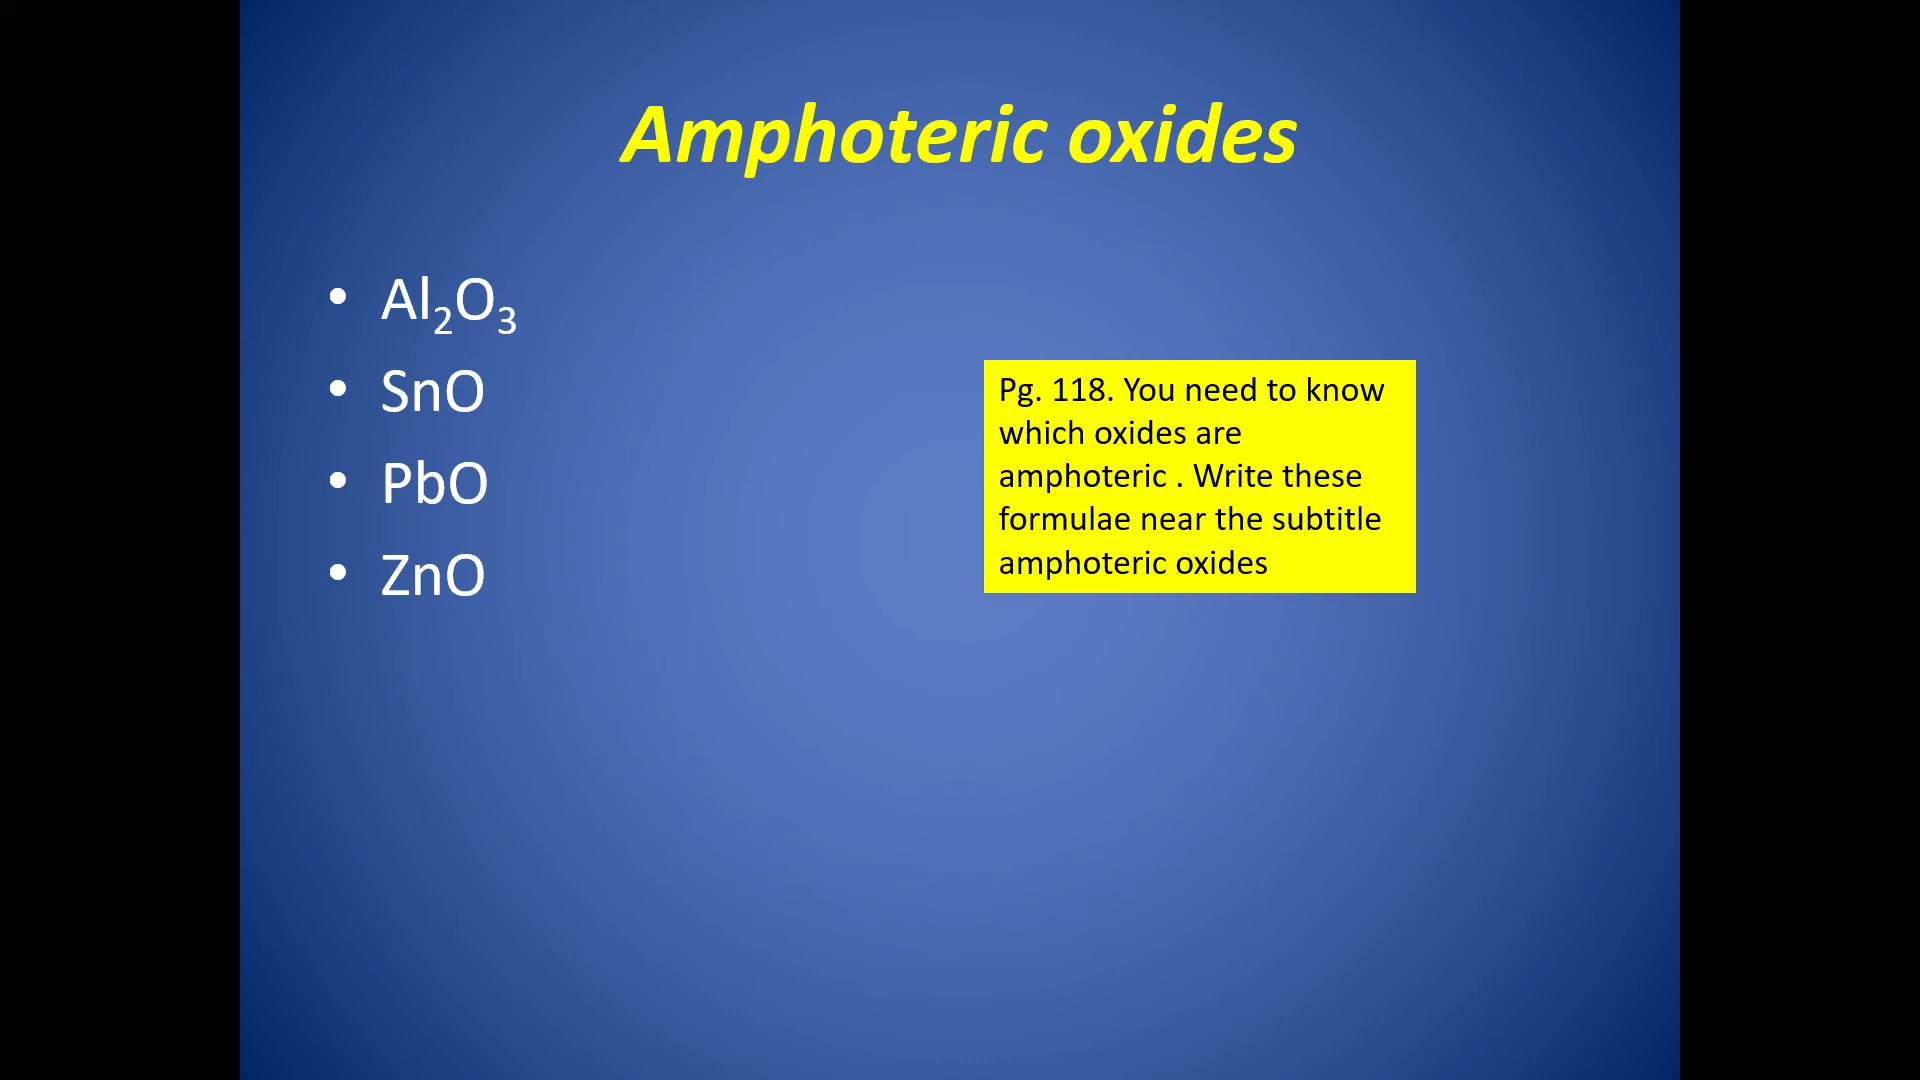 Amphoteric oxides
• Al₂O₃
• SnO
• PbO
• ZnO
Pg. 118. You need to know
which oxides are
amphoteric . Write these
formulae near the subtitle
amphoteric oxides